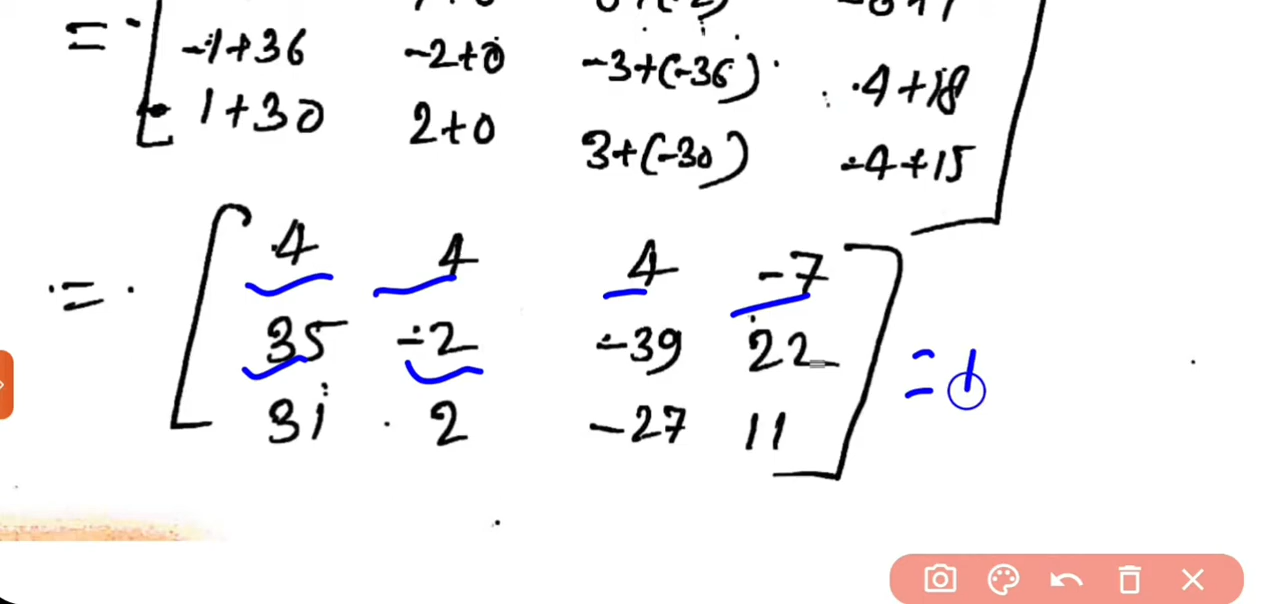 = -1+36 -2+0 -3+(-36) 4+18
1+30 2+0 3+(-30) -4+15
= 4 4 4 -7
35 -2 -39 22 =
31 2 -27 11